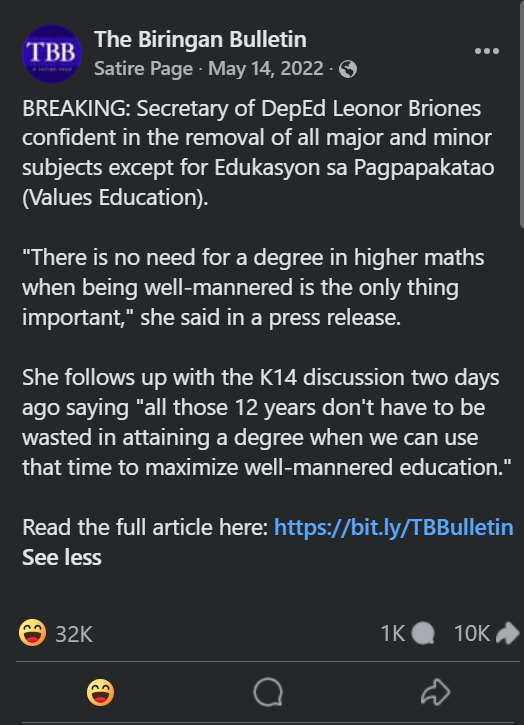 TBB
The Biringan Bulletin
Satire Page · May 14, 2022 ·
BREAKING: Secretary of DepEd Leonor Briones
confident in the removal of all major and minor
subjects except for Edukasyon sa Pagpapakatao
(Values Education).
"There is no need for a degree in higher maths
when being well-mannered is the only thing
important," she said in a press release.
She follows up with the K14 discussion two days
ago saying "all those 12 years don't have to be
wasted in attaining a degree when we can use
that time to maximize well-mannered education."
Read the full article here: https://bit.ly/TBBulletin
See less
32K 1K 10K